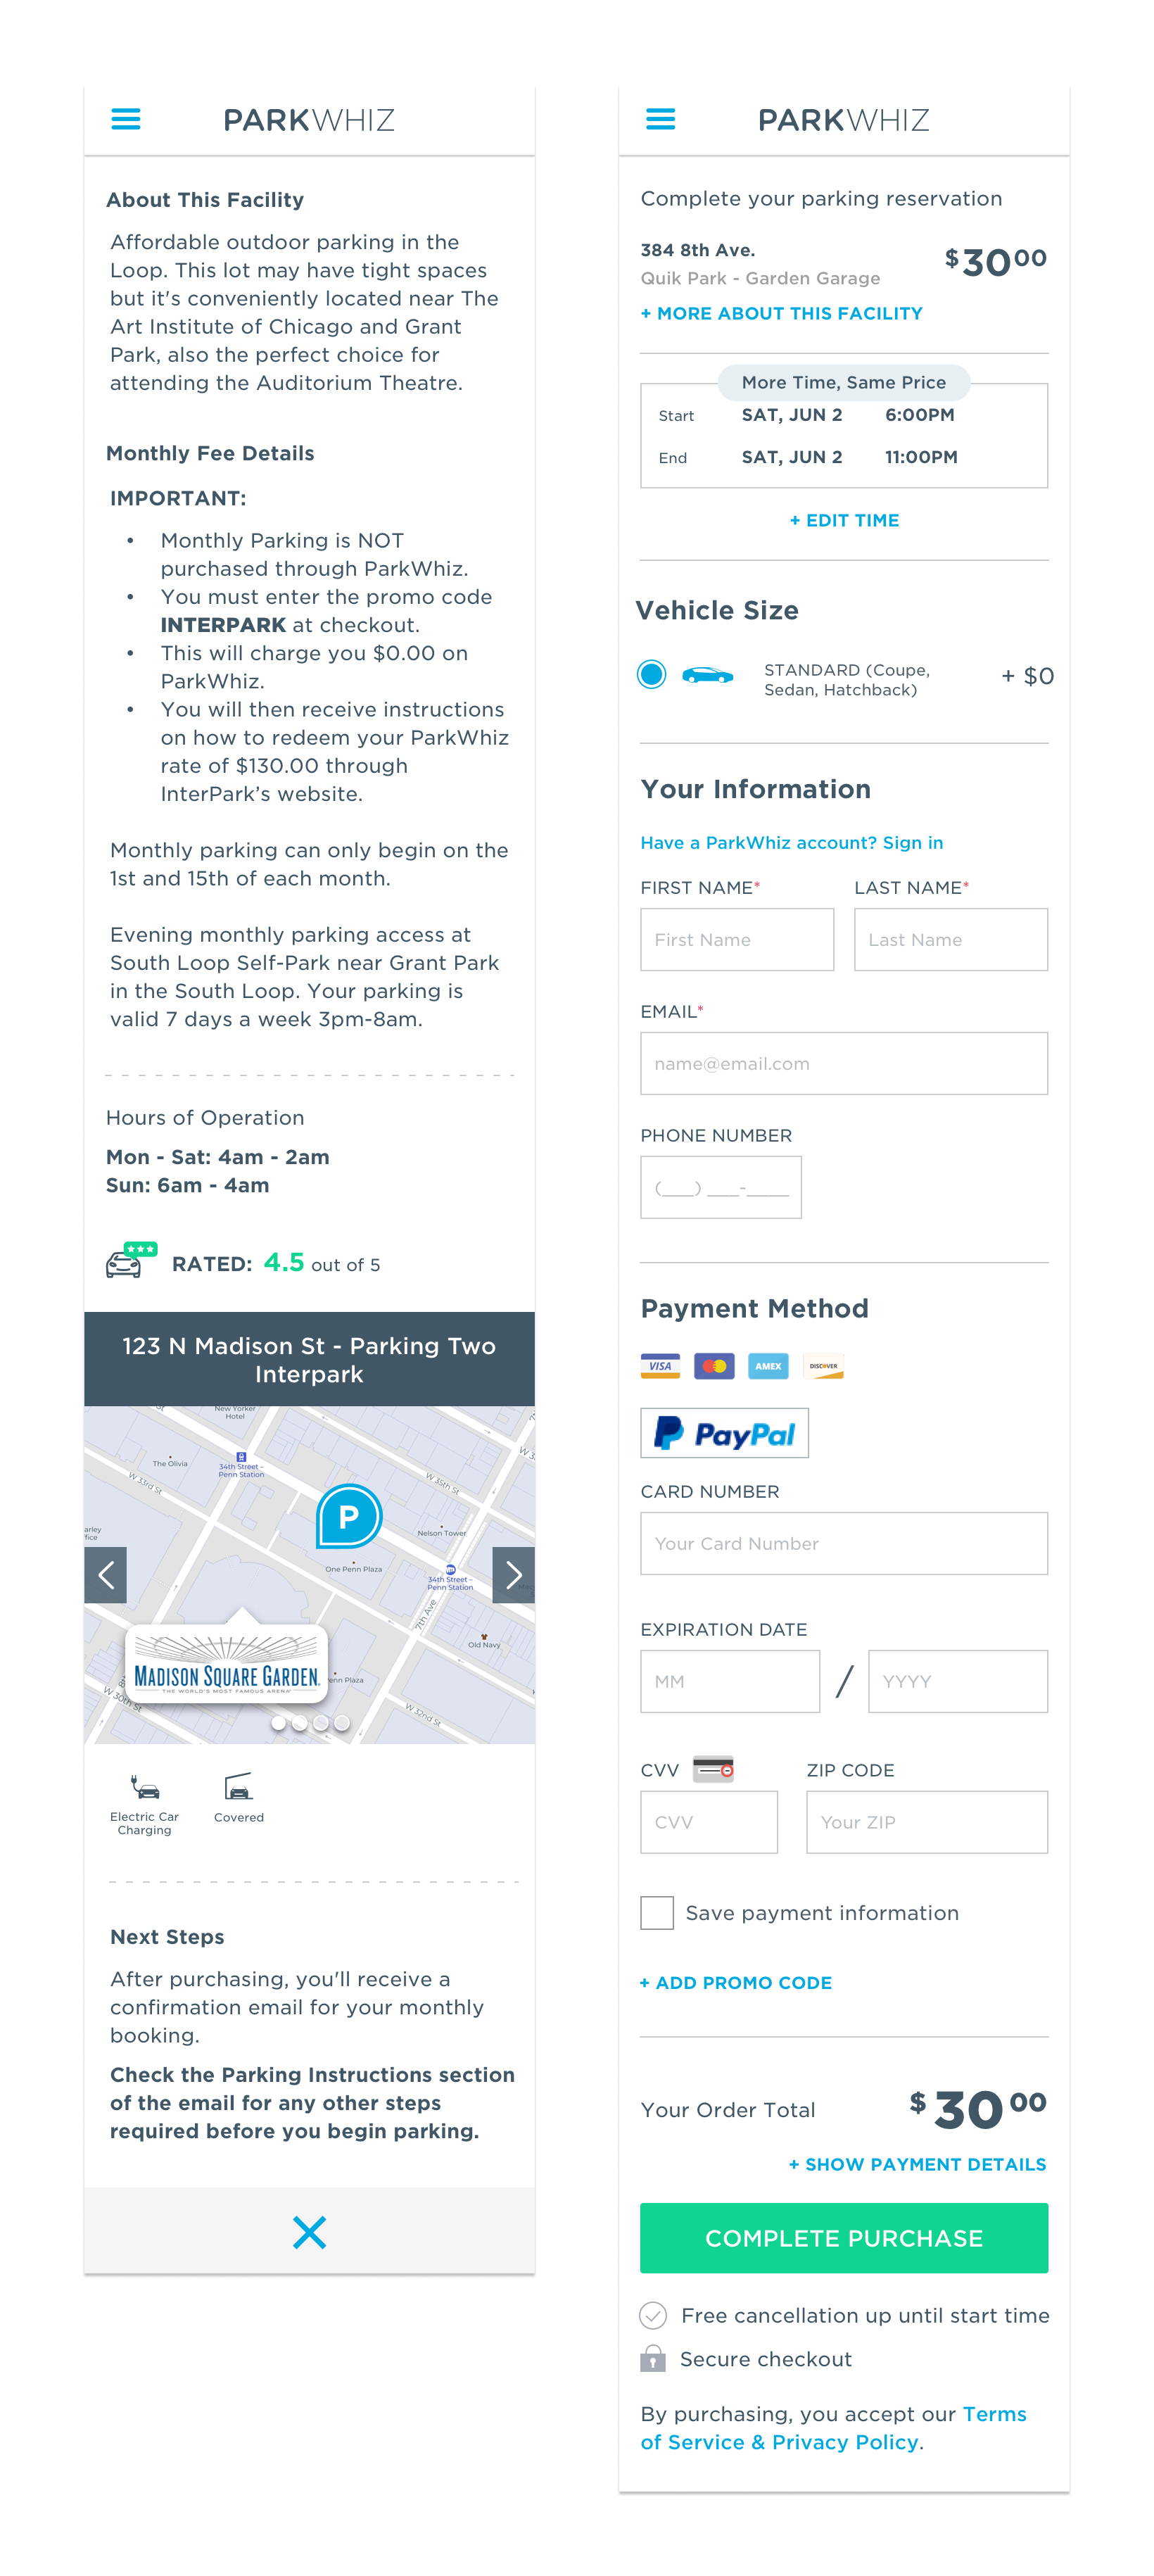 PARKWHIZ
About This Facility
Affordable outdoor parking in the
Loop. This lot may have tight spaces
but it's conveniently located near The
Art Institute of Chicago and Grant
Park, also the perfect choice for
attending the Auditorium Theatre.
Monthly Fee Details
IMPORTANT:
• Monthly Parking is NOT
purchased through ParkWhiz.
• You must enter the promo code
INTERPARK at checkout.
• This will charge you $0.00 on
ParkWhiz.
• You will then receive instructions
on how to redeem your ParkWhiz
rate of $130.00 through
InterPark’s website.
Monthly parking can only begin on the
1st and 15th of each month.
Evening monthly parking access at
South Loop Self-Park near Grant Park
in the South Loop. Your parking is
valid 7 days a week 3pm-8am.
Hours of Operation
Mon - Sat: 4am - 2am
Sun: 6am - 4am
RATED: 4.5 out of 5
123 N Madison St - Parking Two
Interpark
New Yorker
Hotel
The Olivia
34th Street –
Penn Station
W 33rd St
W 35th St
P
Nelson Tower
One Penn Plaza
34th Street –
Penn Station
7th Ave
Old Navy
MADISON SQUARE GARDEN
THE WORLD'S MOST FAMOUS ARENA
enn Plaza
W 30th St
W 32nd St
Electric Car
Charging
Covered
Next Steps
After purchasing, you'll receive a
confirmation email for your monthly
booking.
Check the Parking Instructions section
of the email for any other steps
required before you begin parking.
PARKWHIZ
Complete your parking reservation
384 8th Ave.
$30 00
Quik Park - Garden Garage
+ MORE ABOUT THIS FACILITY
More Time, Same Price
Start SAT, JUN 2 6:00PM
End SAT, JUN 2 11:00PM
+ EDIT TIME
Vehicle Size
STANDARD (Coupe,
Sedan, Hatchback)
+ $0
Your Information
Have a ParkWhiz account? Sign in
FIRST NAME* LAST NAME*
First Name Last Name
EMAIL*
name@email.com
PHONE NUMBER
(___) ___-____
Payment Method
VISA AMEX DISCOVER
PayPal
CARD NUMBER
Your Card Number
EXPIRATION DATE
MM / YYYY
CVV ZIP CODE
CVV Your ZIP
Save payment information
+ ADD PROMO CODE
Your Order Total $30 00
+ SHOW PAYMENT DETAILS
COMPLETE PURCHASE
Free cancellation up until start time
Secure checkout
By purchasing, you accept our Terms
of Service & Privacy Policy.